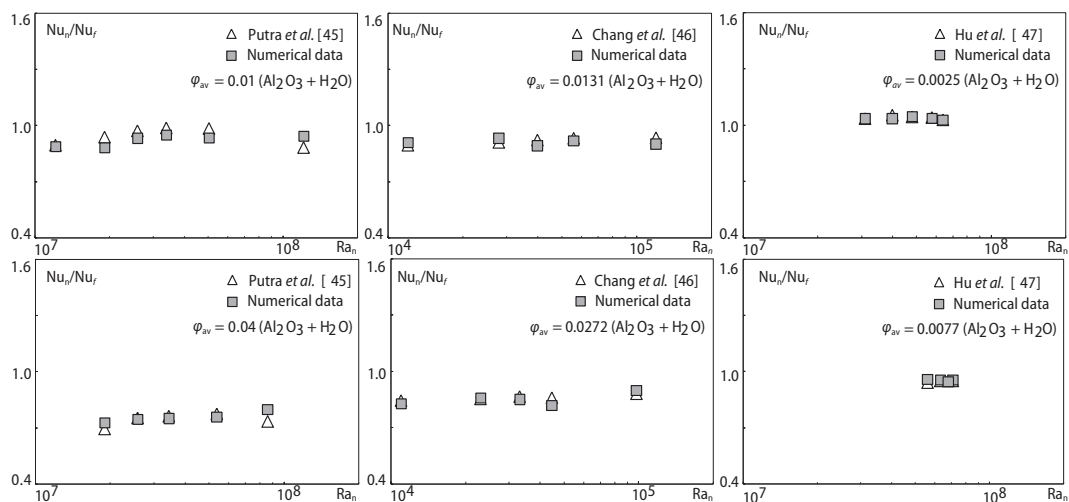 1.6
Nuₙ/Nu_f
△ Putra et al. [45]
Numerical data
φ_av = 0.01 (Al₂O₃ + H₂O)
1.0
0.4
10⁷
10⁸
Raₙ
Nuₙ/Nu_f
△ Chang et al. [46]
Numerical data
φ_av = 0.0131 (Al₂O₃ + H₂O)
10⁴
10⁵
Raₙ
1.6
Nuₙ/Nu_f
△ Hu et al. [ 47]
Numerical data
φ_av = 0.0025 (Al₂O₃ + H₂O)
1.0
0.4
10⁷
10⁸
Raₙ
1.6
Nuₙ/Nu_f
△ Putra et al. [ 45]
Numerical data
φ_av = 0.04 (Al₂O₃ + H₂O)
1.0
0.4
10⁷
10⁸
Raₙ
1.6
Nuₙ/Nu_f
△ Chang et al. [46]
Numerical data
φ_av = 0.0272 (Al₂O₃ + H₂O)
1.0
0.4
10⁴
10⁵
Raₙ
1.6
Nuₙ/Nu_f
△ Hu et al. [ 47]
Numerical data
φ_av = 0.0077 (Al₂O₃ + H₂O)
1.0
0.4
10⁷
10⁸
Raₙ